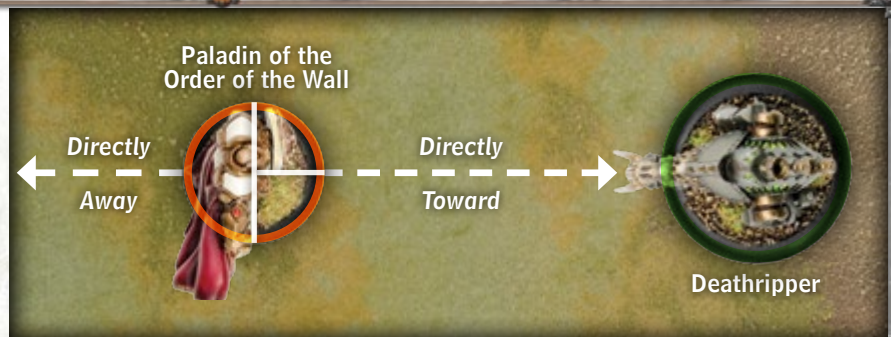 Paladin of the
Order of the Wall
Directly
Away
Directly
Toward
Deathripper